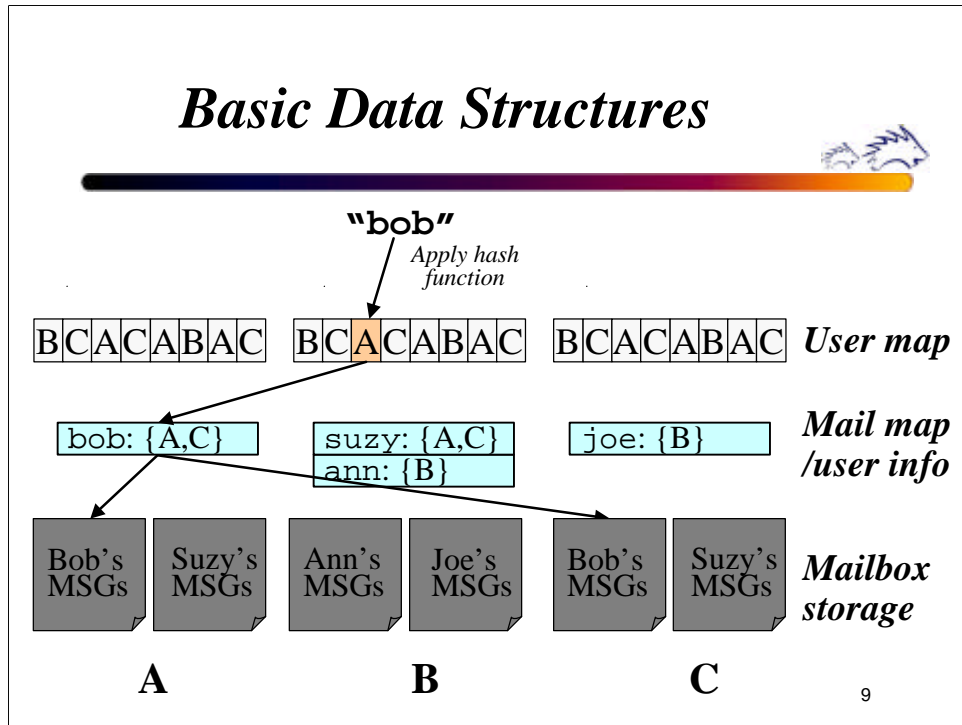 Basic Data Structures
"bob"
Apply hash
function
BCACABAC BCACABAC BCACABAC User map
bob: {A,C} suzy: {A,C} joe: {B} Mail map
ann: {B} /user info
Bob's Suzy's Ann's Joe's Bob's Suzy's Mailbox
MSGs MSGs MSGs MSGs MSGs MSGs storage
A B C
9